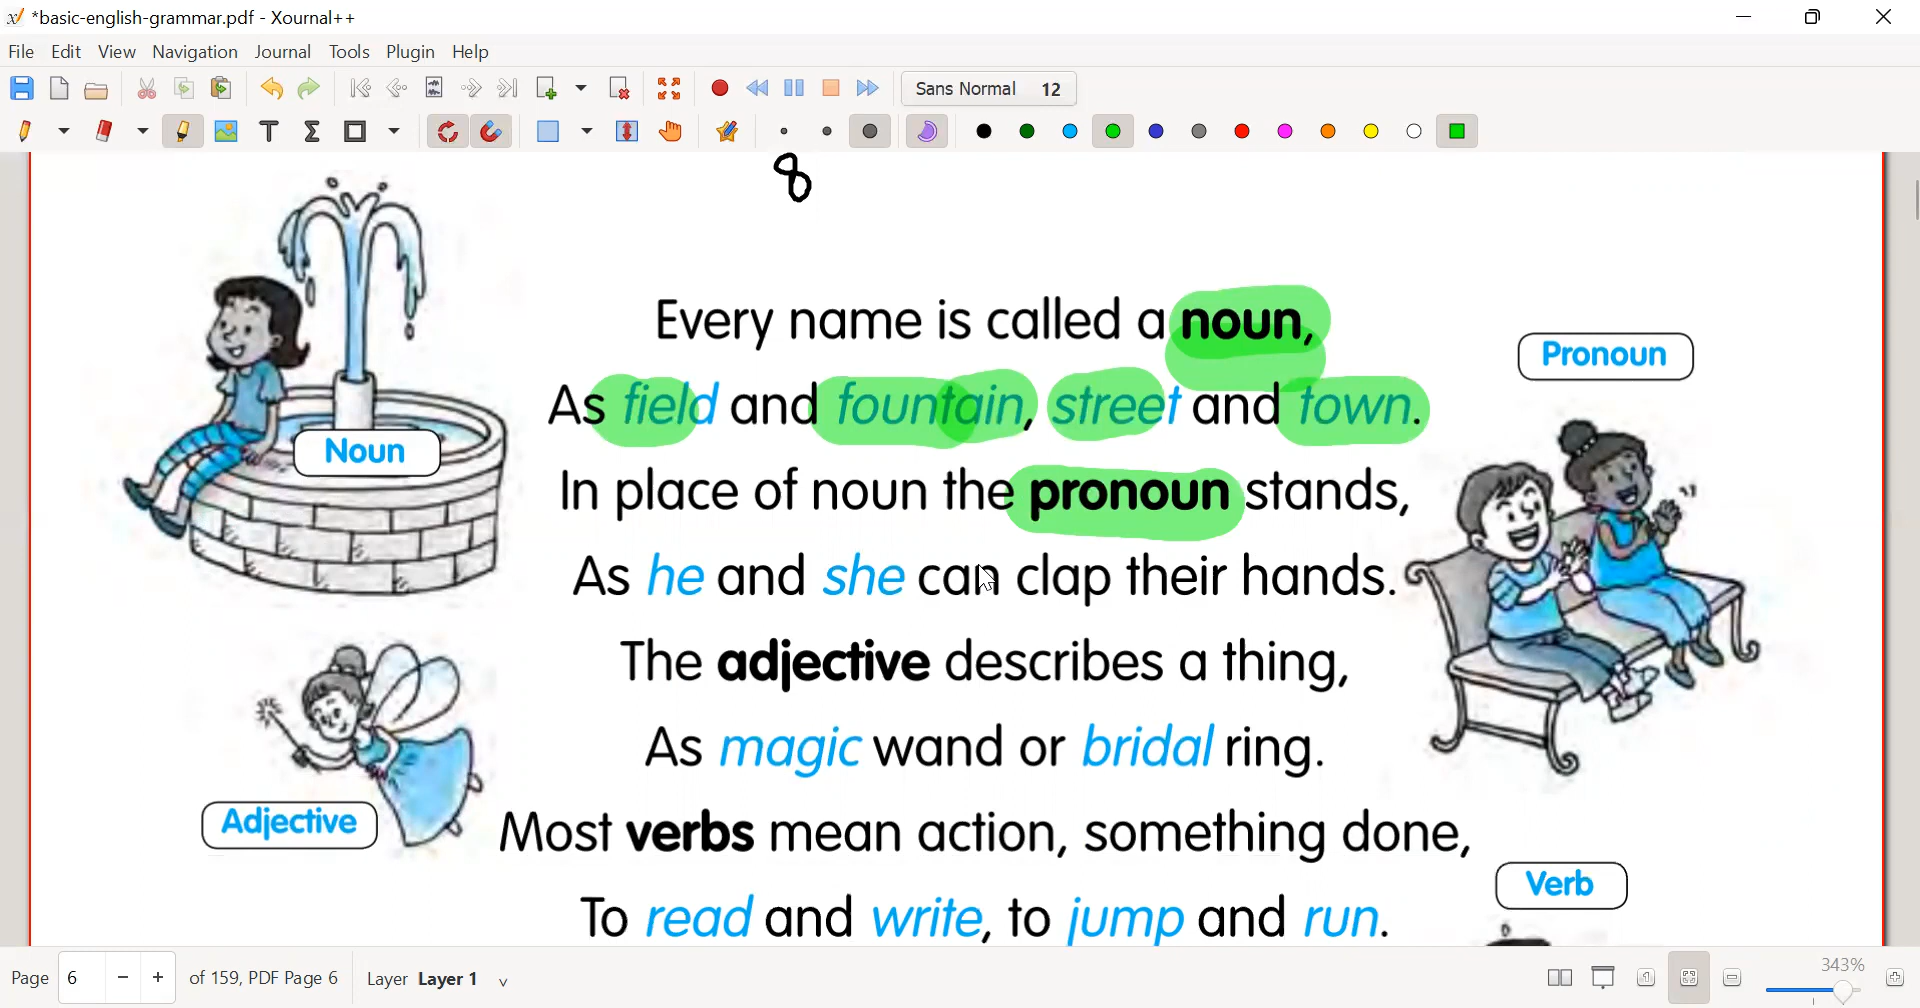 *basic-english-grammar.pdf - Xournal++
File Edit View Navigation Journal Tools Plugin Help
Sans Normal 12
8
Every name is called a noun,
Pronoun
As field and fountain, street and town.
Noun
In place of noun the pronoun stands,
As he and she can clap their hands.
The adjective describes a thing,
As magic wand or bridal ring.
Adjective
Most verbs mean action, something done,
Verb
To read and write, to jump and run.
Page 6 - + of 159, PDF Page 6 Layer Layer 1 343%